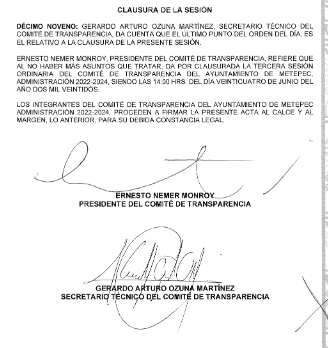 CLAUSURA DE LA SESIÓN
DÉCIMO NOVENO: GERARDO ARTURO OZUNA MARTÍNEZ, SECRETARIO TÉCNICO DEL
COMITÉ DE TRANSPARENCIA, DA CUENTA QUE EL ÚLTIMO PUNTO DEL ORDEN DEL DÍA, ES
EL RELATIVO A LA CLAUSURA DE LA PRESENTE SESIÓN.
ERNESTO NEMER MONROY, PRESIDENTE DEL COMITÉ DE TRANSPARENCIA, REFIERE QUE
AL NO HABER MÁS ASUNTOS QUE TRATAR, DA POR CLAUSURADA LA TERCERA SESIÓN
ORDINARIA DEL COMITÉ DE TRANSPARENCIA DEL AYUNTAMIENTO DE METEPEC,
ADMINISTRACIÓN 2022-2024, SIENDO LAS 14:00 HRS. DEL DÍA VEINTICUATRO DE JUNIO DEL
AÑO DOS MIL VEINTIDÓS.
LOS INTEGRANTES DEL COMITÉ DE TRANSPARENCIA DEL AYUNTAMIENTO DE METEPEC
ADMINISTRACIÓN 2022-2024, PROCEDEN A FIRMAR LA PRESENTE ACTA AL CALCE Y AL
MARGEN, LO ANTERIOR, PARA SU DEBIDA CONSTANCIA LEGAL.
ERNESTO NEMER MONROY
PRESIDENTE DEL COMITÉ DE TRANSPARENCIA
GERARDO ARTURO OZUNA MARTÍNEZ
SECRETARIO TÉCNICO DEL COMITÉ DE TRANSPARENCIA